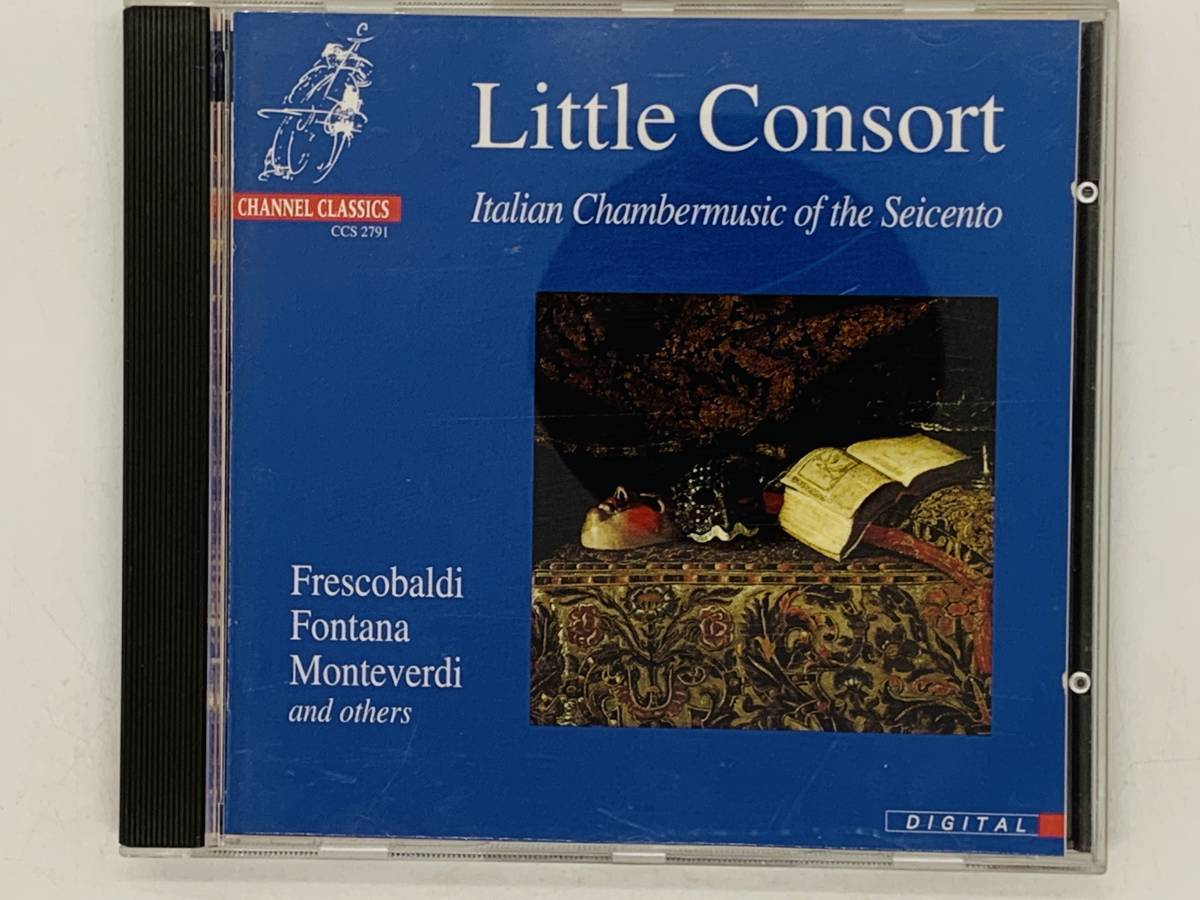 Little Consort
Italian Chambermusic of the Seicento
CHANNEL CLASSICS
CCS 2791
Frescobaldi
Fontana
Monteverdi
and others
DIGITAL